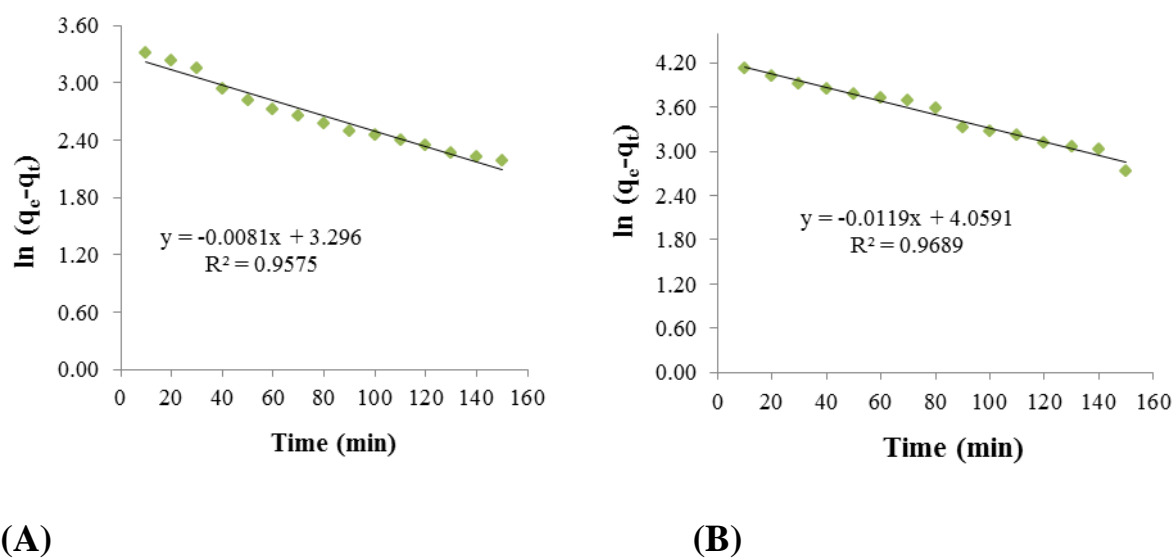 3.60
3.00
2.40
1.80
1.20
0.60
0.00
ln (qₑ-qₜ)
y = -0.0081x + 3.296
R² = 0.9575
0 20 40 60 80 100 120 140 160
Time (min)
(A)
4.20
3.60
3.00
2.40
1.80
1.20
0.60
0.00
ln (qₑ-qₜ)
y = -0.0119x + 4.0591
R² = 0.9689
0 20 40 60 80 100 120 140 160
Time (min)
(B)